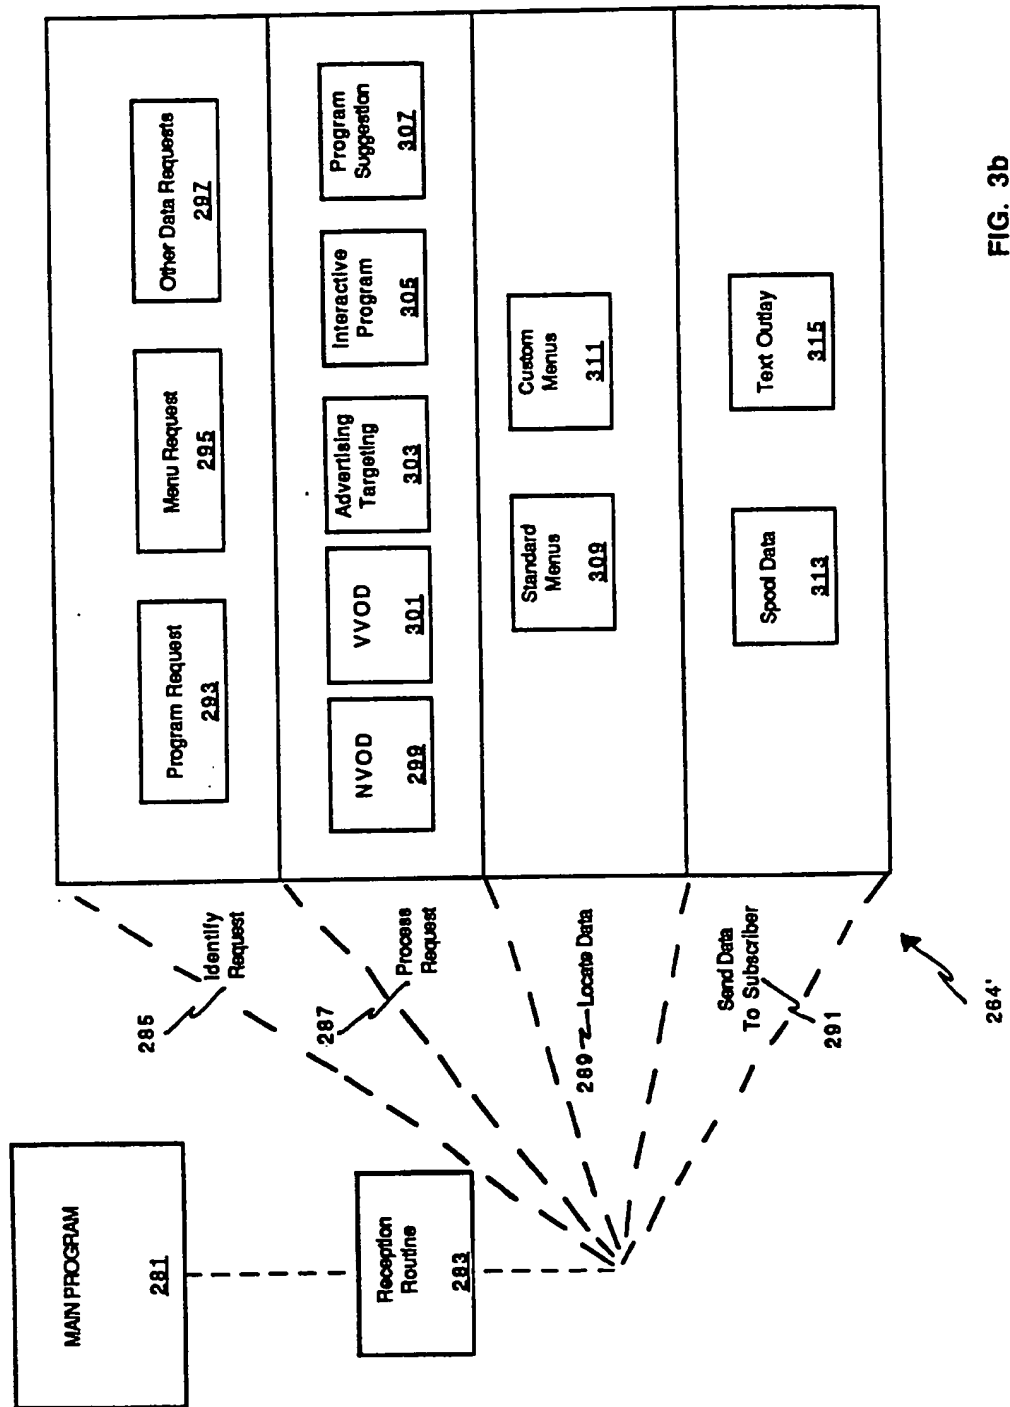 MAIN PROGRAM
281
Reception
Routine
283
285
Identify
Request
287
Process
Request
289
Locate Data
Send Data
To Subscriber
291
264'
Program Request
293
Menu Request
295
Other Data Requests
297
NVOD
299
VVOD
301
Advertising
Targeting
303
Interactive
Program
305
Program
Suggestion
307
Standard
Menus
309
Custom
Menus
311
Spool Data
313
Text Outlay
315
FIG. 3b